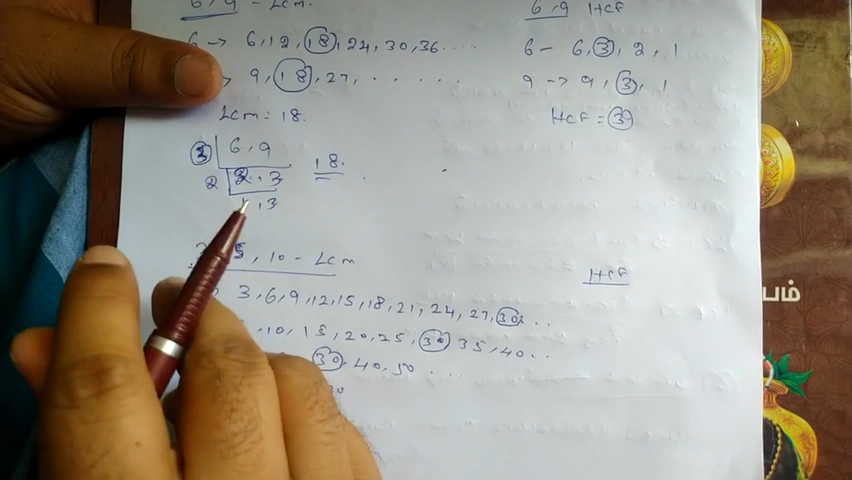 6, 9 - Lcm.
6 → 6, 12, 18, 24, 30, 36 ....
→ 9, 18, 27, ......
Lcm = 18.
3 | 6, 9
2 | 2, 3 18.
1, 3
3, 5, 10 - Lcm
3, 6, 9, 12, 15, 18, 21, 24, 27, 30 ..
, 10, 15, 20, 25, 30 35, 40 ..
30, 40, 50 ....
6, 9 HCF
6 - 6, 3, 2, 1
9 → 9, 3, 1
HCF = 39
HCF
யம்